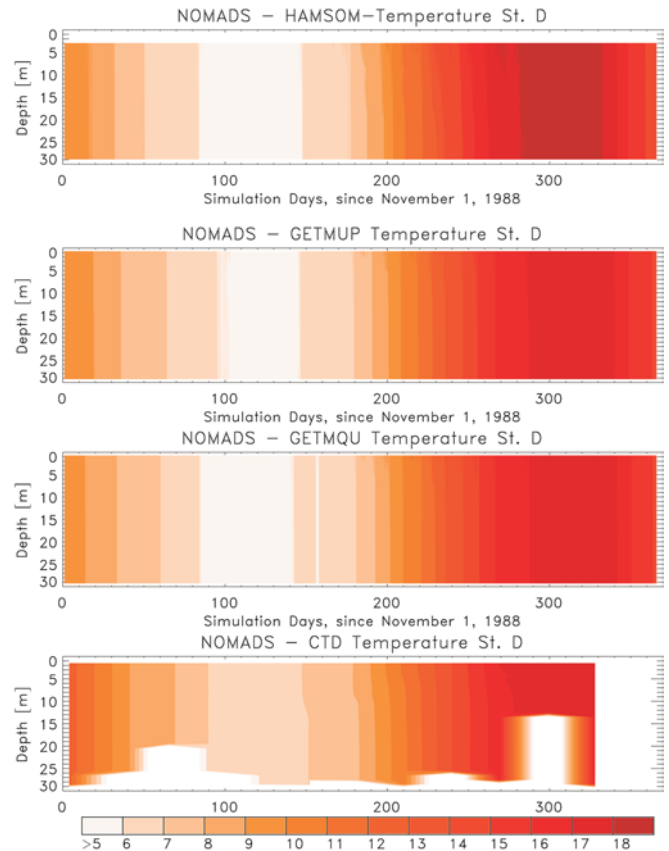 NOMADS – HAMSOM–Temperature St. D
0
5
10
15
20
25
30
Depth [m]
0 100 200 300
Simulation Days, since November 1, 1988
NOMADS – GETMUP Temperature St. D
0
5
10
15
20
25
30
Depth [m]
0 100 200 300
Simulation Days, since November 1, 1988
NOMADS – GETMQU Temperature St. D
0
5
10
15
20
25
30
Depth [m]
0 100 200 300
Simulation Days, since November 1, 1988
NOMADS – CTD Temperature St. D
0
5
10
15
20
25
30
Depth [m]
0 100 200 300
>5 6 7 8 9 10 11 12 13 14 15 16 17 18